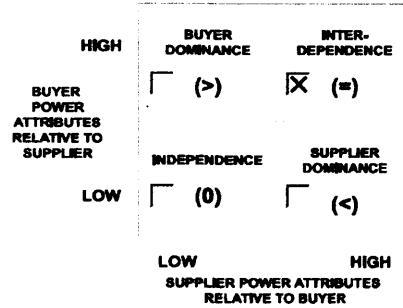 HIGH
BUYER
DOMINANCE
(>)
INTER-
DEPENDENCE
X (=)
BUYER
POWER
ATTRIBUTES
RELATIVE TO
SUPPLIER
INDEPENDENCE
(0)
SUPPLIER
DOMINANCE
(<)
LOW
LOW HIGH
SUPPLIER POWER ATTRIBUTES
RELATIVE TO BUYER